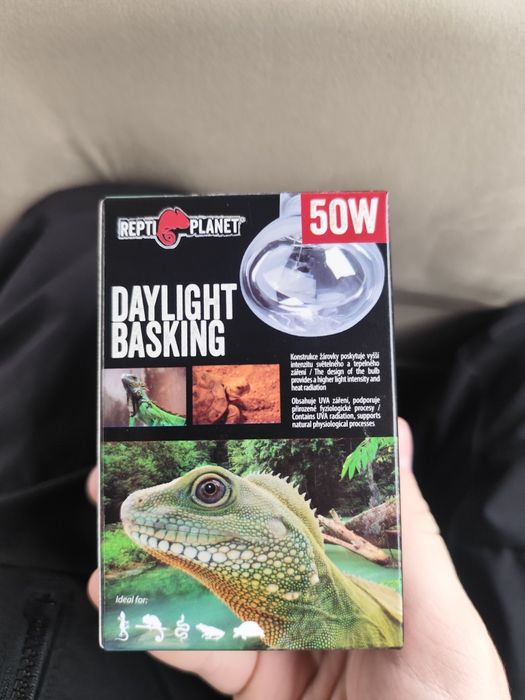 REPTI PLANET
50W
DAYLIGHT
BASKING
Konstrukce žárovky poskytuje vyšší
intenzitu světelného a tepelného
záření / The design of the bulb
provides a higher light intensity and
heat radiation
Obsahuje UVA záření, podporuje
přirozené fyziologické procesy /
Contains UVA radiation, supports
natural physiological processes
Ideal for: